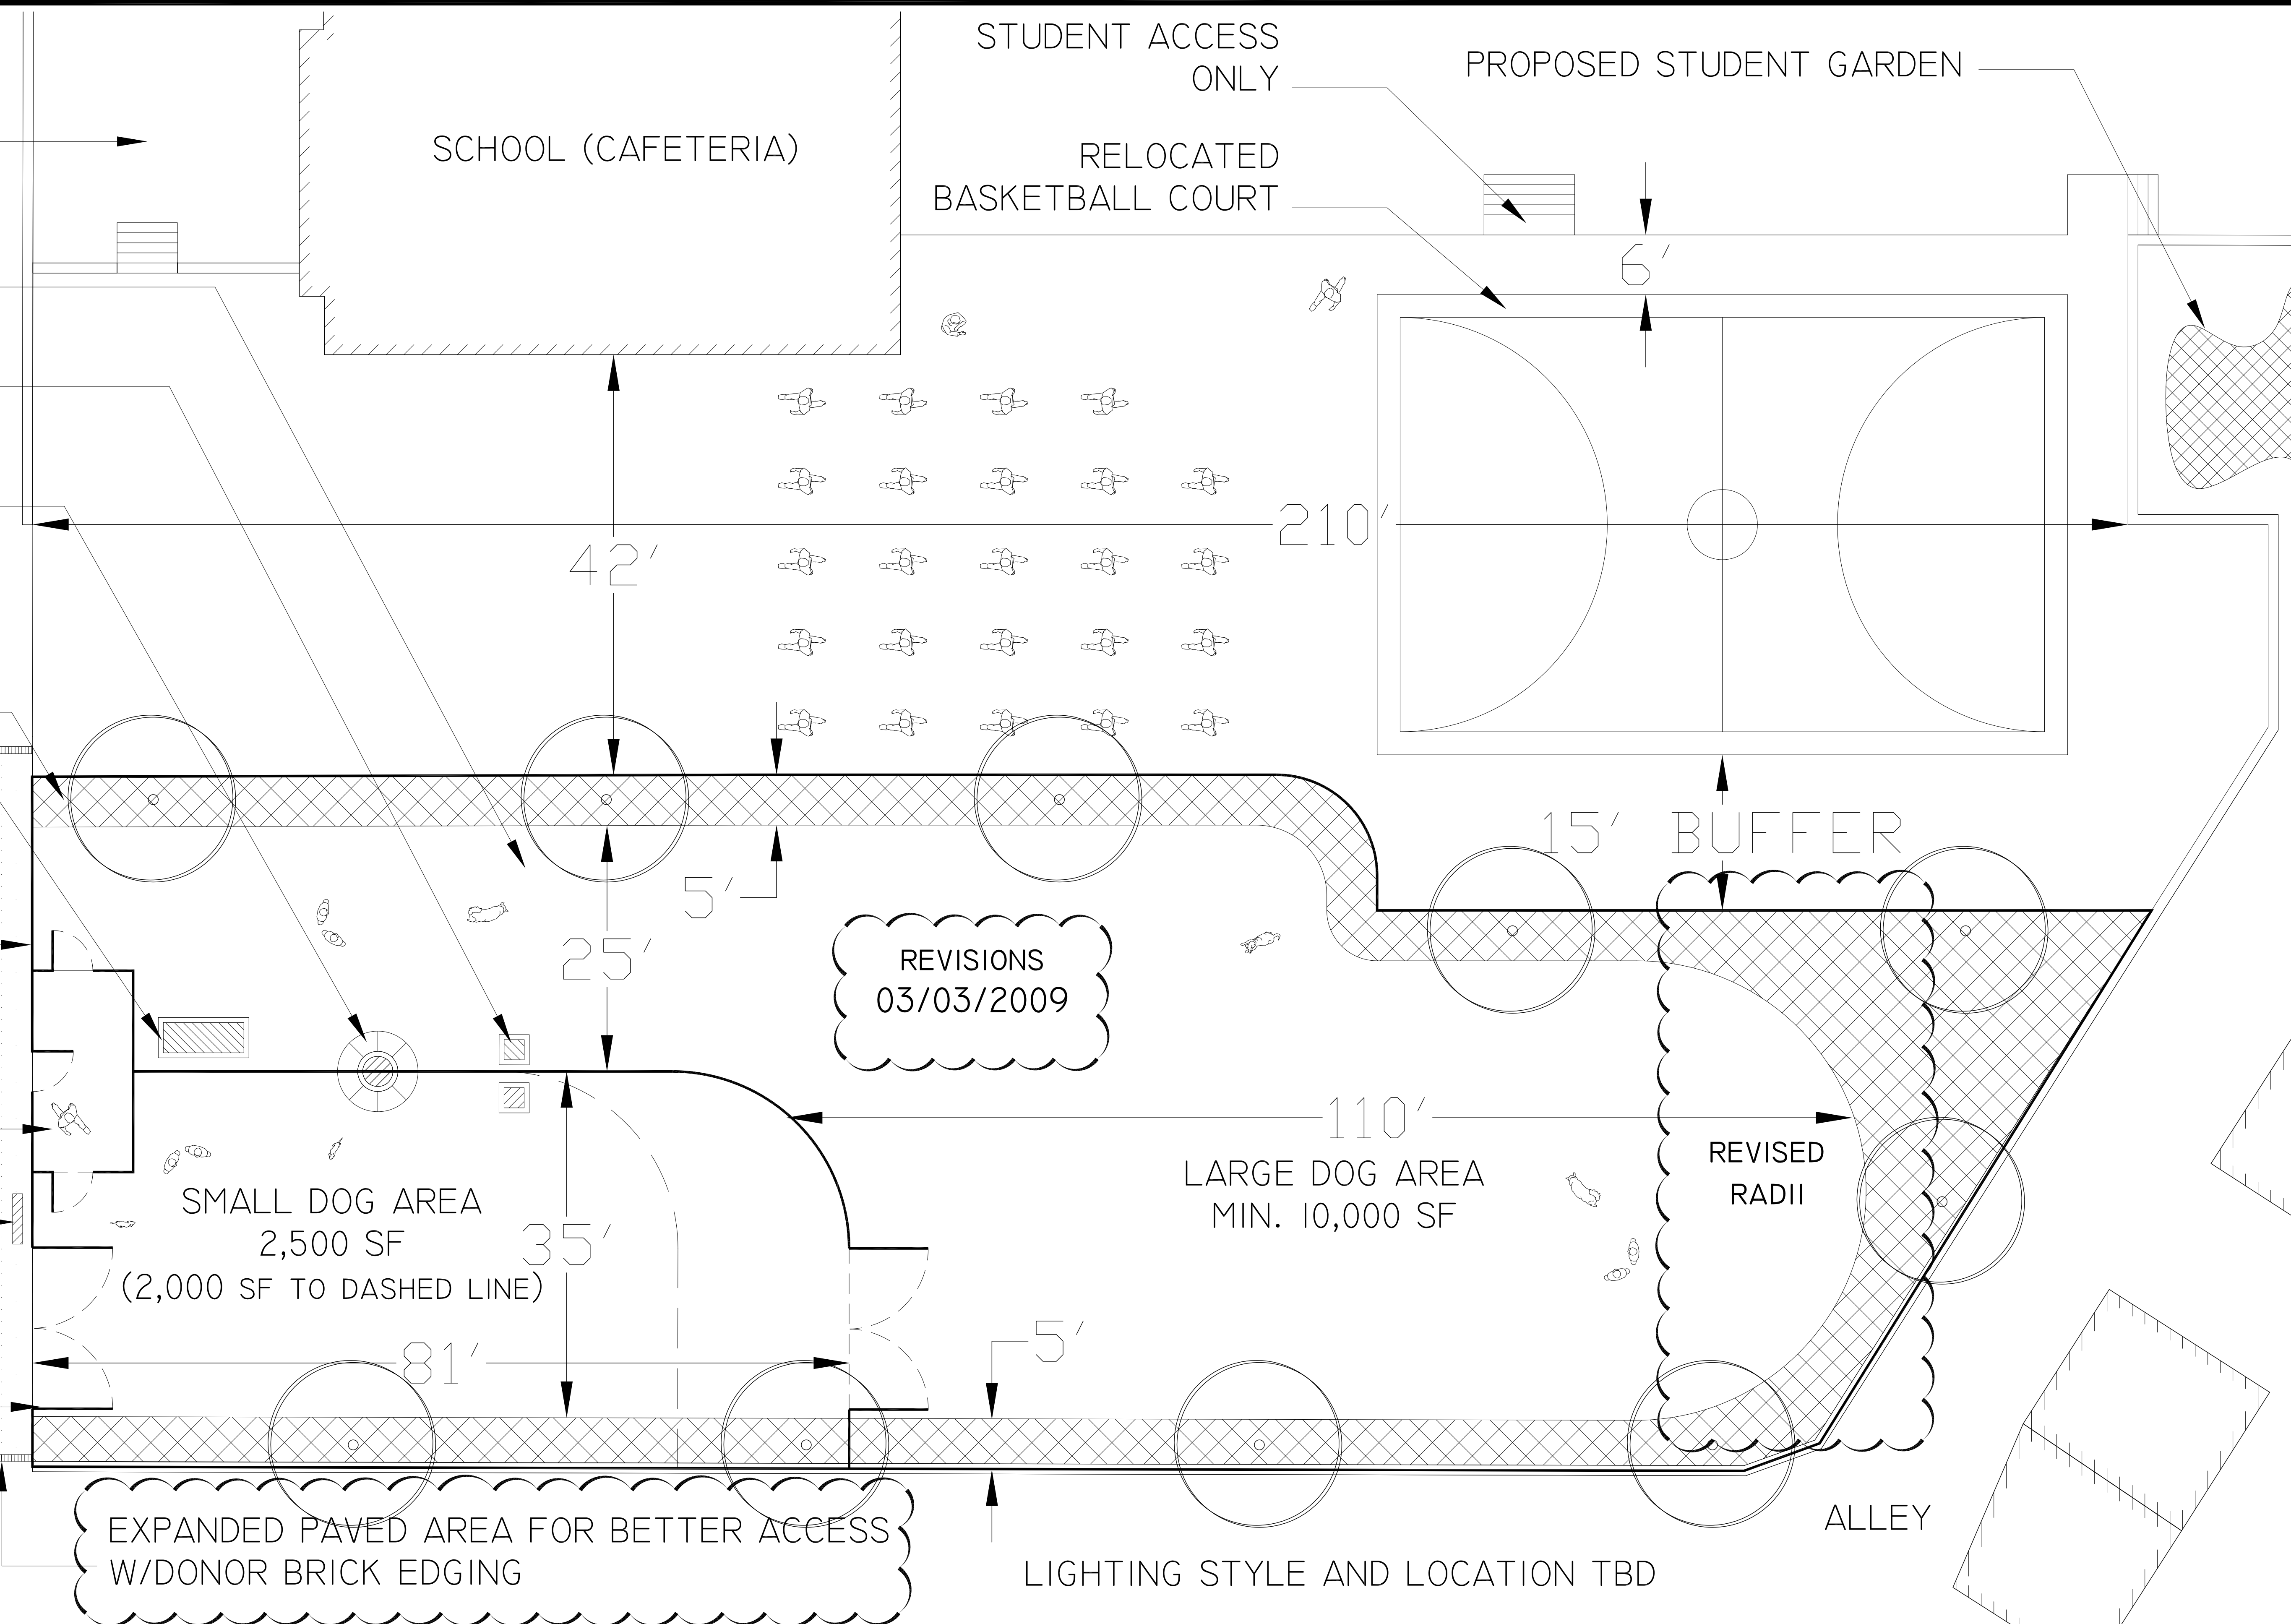 STUDENT ACCESS
ONLY
PROPOSED STUDENT GARDEN
SCHOOL (CAFETERIA)
RELOCATED
BASKETBALL COURT
6'
210'
42'
15' BUFFER
5'
25'
REVISIONS
03/03/2009
110'
LARGE DOG AREA
MIN. 10,000 SF
REVISED
RADII
SMALL DOG AREA
2,500 SF
(2,000 SF TO DASHED LINE)
35'
81'
5'
EXPANDED PAVED AREA FOR BETTER ACCESS
W/DONOR BRICK EDGING
LIGHTING STYLE AND LOCATION TBD
ALLEY